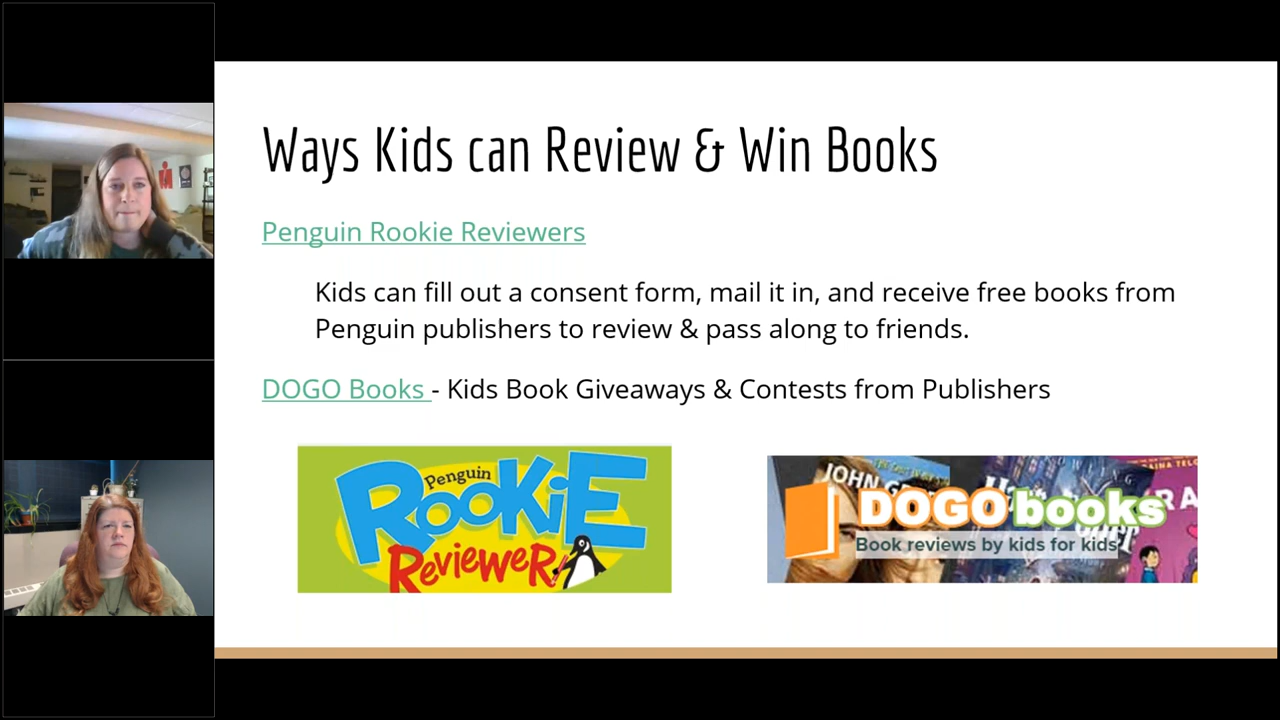 Ways Kids can Review & Win Books
Penguin Rookie Reviewers
Kids can fill out a consent form, mail it in, and receive free books from
Penguin publishers to review & pass along to friends.
DOGO Books - Kids Book Giveaways & Contests from Publishers
Penguin
ROOKiE
RevieweR!
JOHN
DOGO books
Book reviews by kids for kids